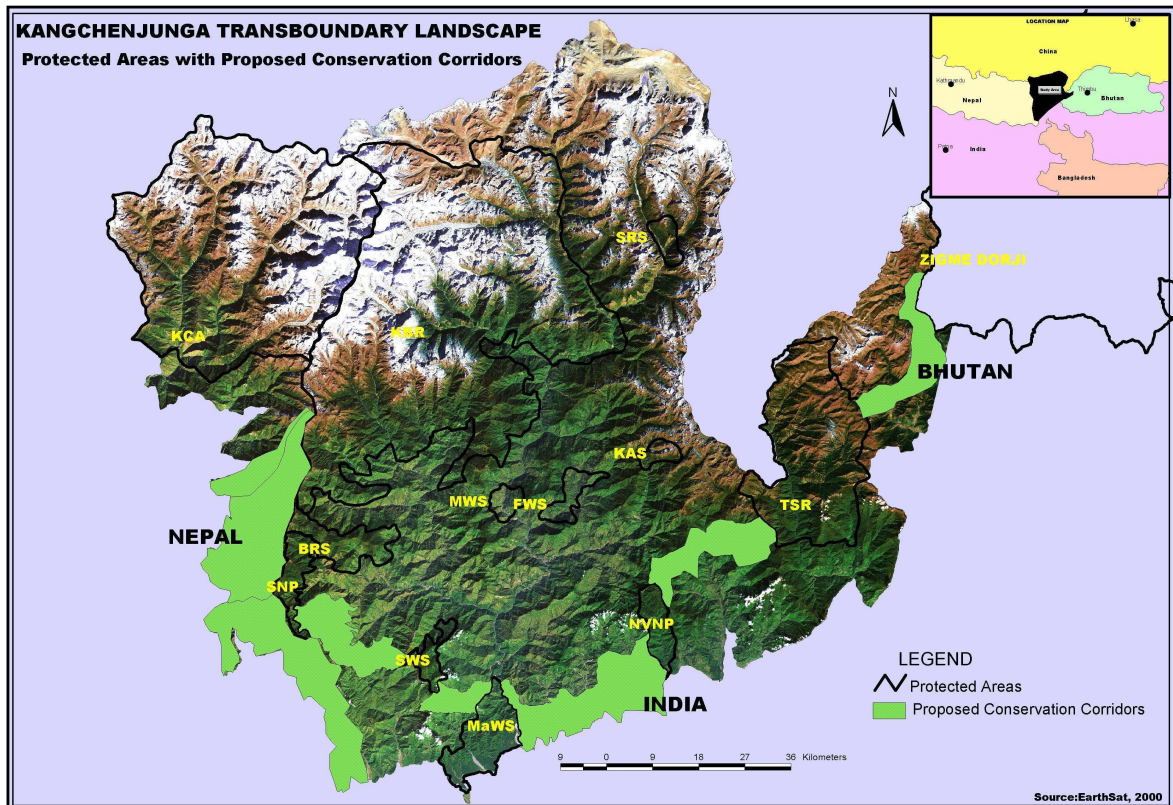 KANGCHENJUNGA TRANSBOUNDARY LANDSCAPE
Protected Areas with Proposed Conservation Corridors
LOCATION MAP
Lhasa
China
Kathmandu
Study Area
Thimphu
Nepal
Bhutan
Patna
India
Bangladesh
N
SRS
ZIGME DORJI
KCA
KBR
BHUTAN
KAS
MWS
FWS
TSR
NEPAL
BRS
SNP
NVNP
SWS
LEGEND
Protected Areas
INDIA
Proposed Conservation Corridors
MaWS
9 0 9 18 27 36 Kilometers
Source:EarthSat, 2000